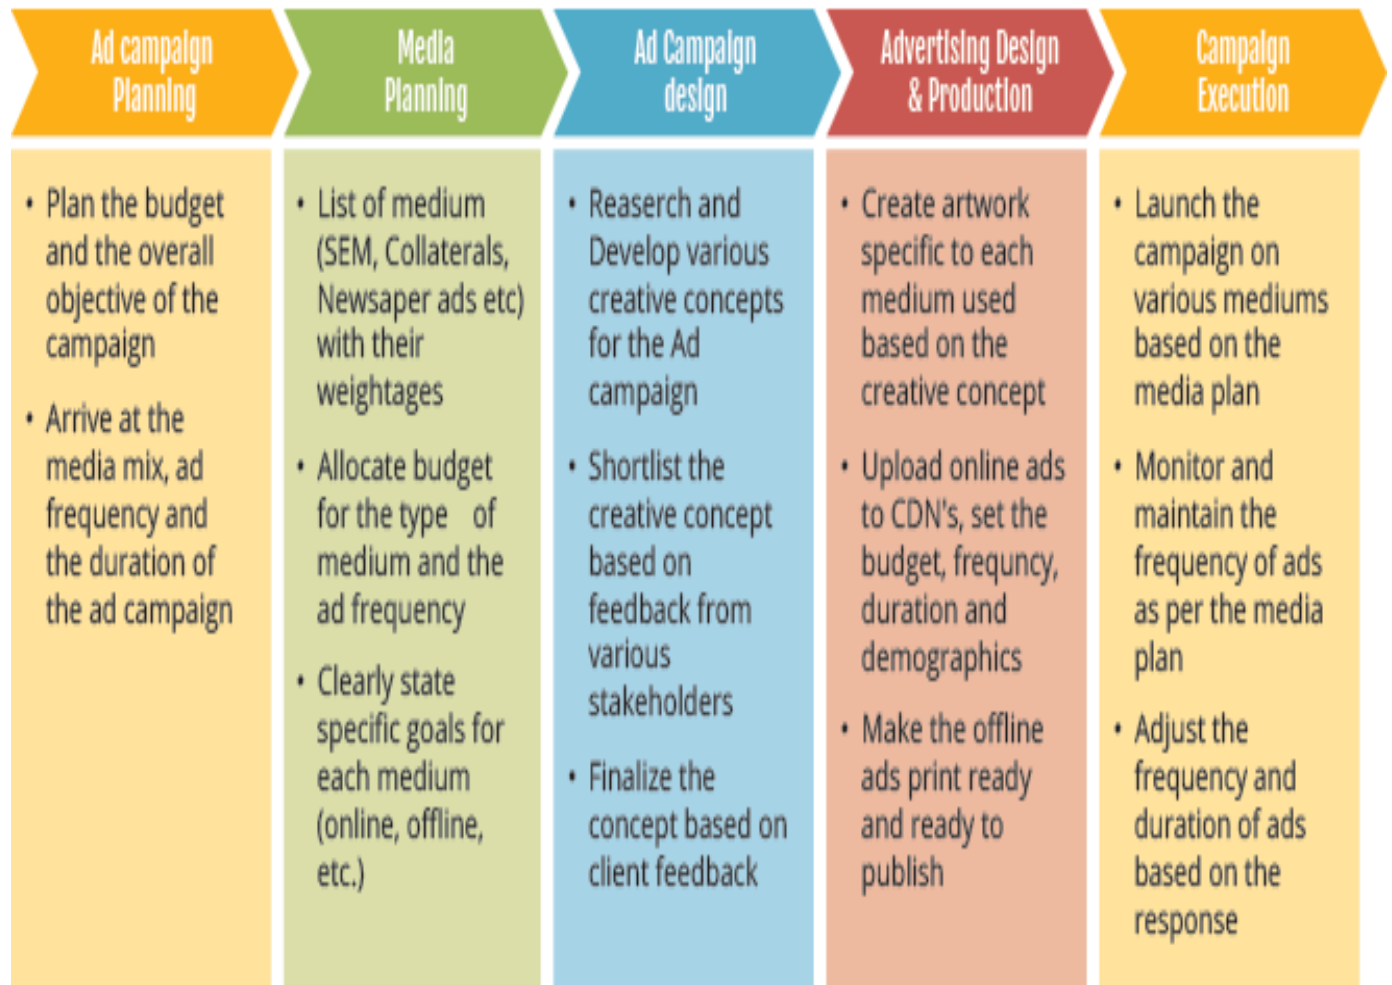 Ad campaign
Planning
• Plan the budget
and the overall
objective of the
campaign
• Arrive at the
media mix, ad
frequency and
the duration of
the ad campaign
Media
Planning
• List of medium
(SEM, Collaterals,
Newsaper ads etc)
with their
weightages
• Allocate budget
for the type of
medium and the
ad frequency
• Clearly state
specific goals for
each medium
(online, offline,
etc.)
Ad Campaign
design
• Reaserch and
Develop various
creative concepts
for the Ad
campaign
• Shortlist the
creative concept
based on
feedback from
various
stakeholders
• Finalize the
concept based on
client feedback
Advertising Design
& Production
• Create artwork
specific to each
medium used
based on the
creative concept
• Upload online ads
to CDN's, set the
budget, frequncy,
duration and
demographics
• Make the offline
ads print ready
and ready to
publish
Campaign
Execution
• Launch the
campaign on
various mediums
based on the
media plan
• Monitor and
maintain the
frequency of ads
as per the media
plan
• Adjust the
frequency and
duration of ads
based on the
response